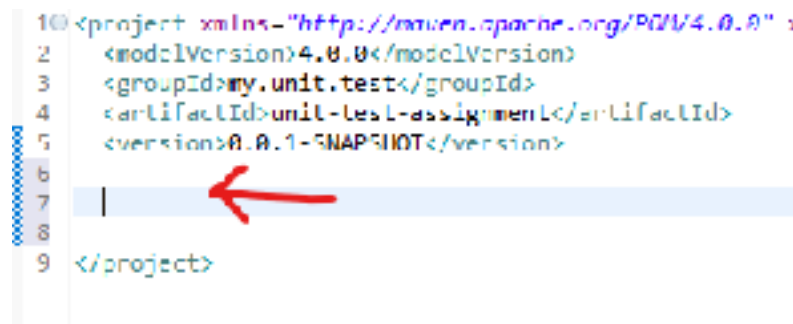 1 <project xmlns="http://maven.apache.org/POM/4.0.0"
2 <modelVersion>4.0.0</modelVersion>
3 <groupId>my.unit.test</groupId>
4 <artifactId>unit-test-assignment</artifactId>
5 <version>0.0.1-SNAPSHOT</version>
6
7
8
9 </project>